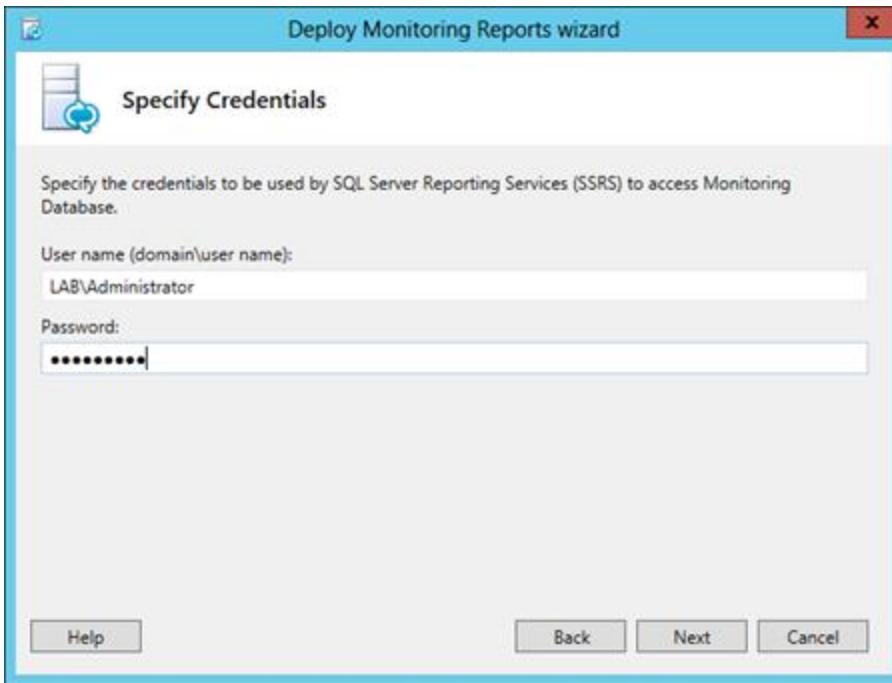 Deploy Monitoring Reports wizard
x
Specify Credentials
Specify the credentials to be used by SQL Server Reporting Services (SSRS) to access Monitoring
Database.
User name (domain\user name):
LAB\Administrator
Password:
•••••••••
Help Back Next Cancel